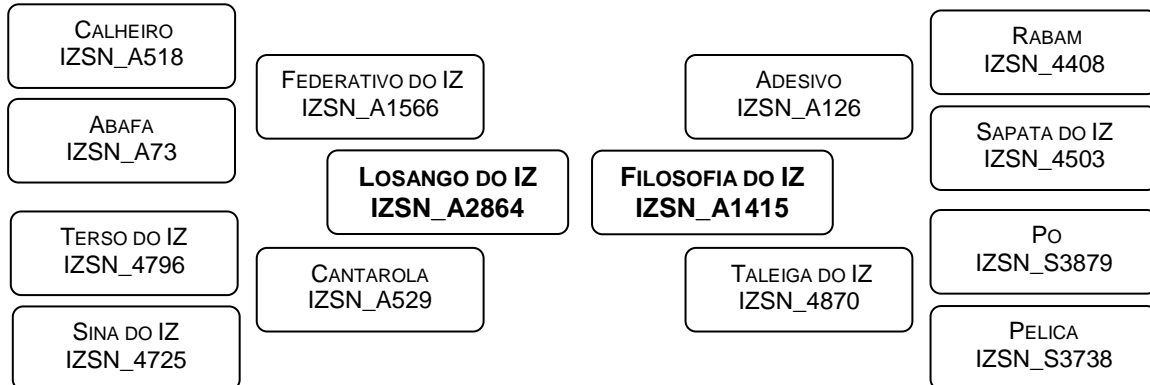 CALHEIRO
IZSN_A518
FEDERATIVO DO IZ
IZSN_A1566
ABAFA
IZSN_A73
LOSANGO DO IZ
IZSN_A2864
TERSO DO IZ
IZSN_4796
CANTAROLA
IZSN_A529
SINA DO IZ
IZSN_4725
RABAM
IZSN_4408
ADESIVO
IZSN_A126
SAPATA DO IZ
IZSN_4503
FILOSOFIA DO IZ
IZSN_A1415
PO
IZSN_S3879
TALEIGA DO IZ
IZSN_4870
PELICA
IZSN_S3738